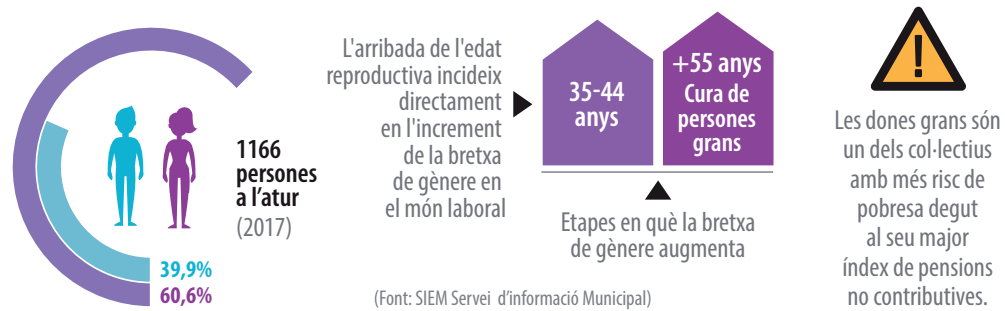 1166
persones
a l'atur
(2017)
39,9%
60,6%
L'arribada de l'edat
reproductiva incideix
directament
en l'increment
de la bretxa
de gènere en
el món laboral
35-44
anys
+55 anys
Cura de
persones
grans
Etapes en què la bretxa
de gènere augmenta
(Font: SIEM Servei d'informació Municipal)
!
Les dones grans són
un dels col·lectius
amb més risc de
pobresa degut
al seu major
índex de pensions
no contributives.